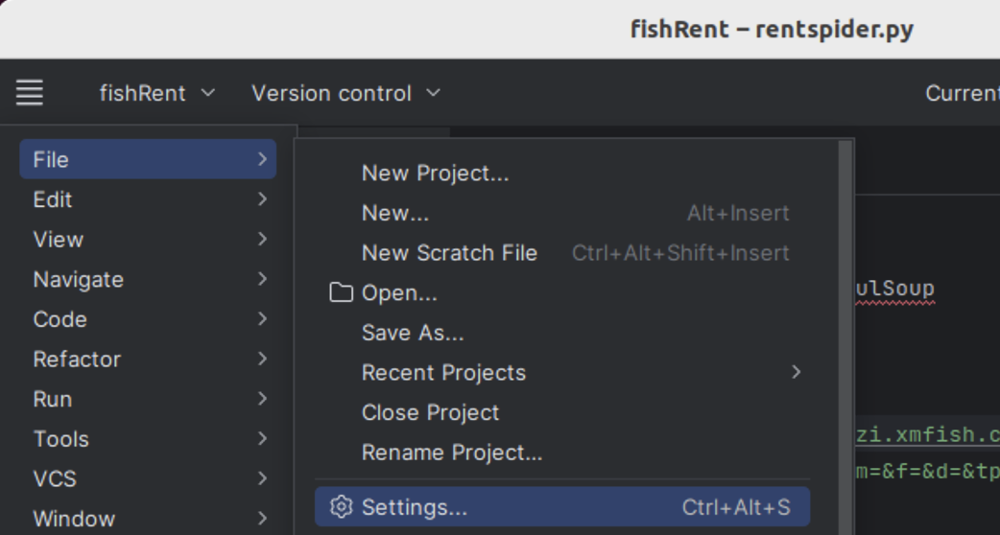 fishRent – rentspider.py
fishRent Version control Current
File
Edit
View
Navigate
Code
Refactor
Run
Tools
VCS
Window
New Project...
New... Alt+Insert
New Scratch File Ctrl+Alt+Shift+Insert
Open...
Save As...
Recent Projects
Close Project
Rename Project...
Settings... Ctrl+Alt+S
ulSoup
zi.xmfish.c
m=&f=&d=&tp